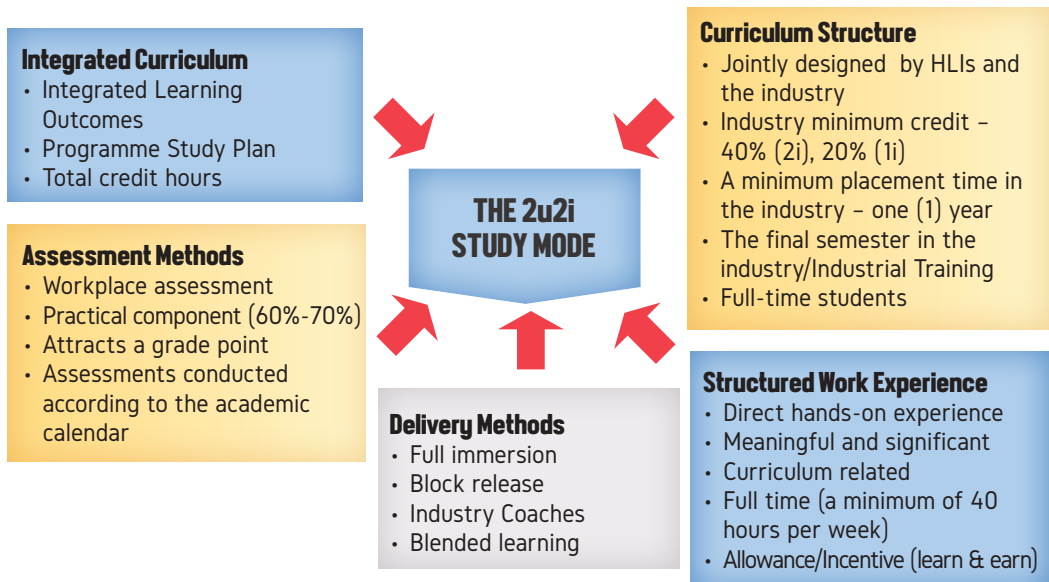 Integrated Curriculum
• Integrated Learning
Outcomes
• Programme Study Plan
• Total credit hours
Assessment Methods
• Workplace assessment
• Practical component (60%-70%)
• Attracts a grade point
• Assessments conducted
according to the academic
calendar
THE 2u2i
STUDY MODE
Delivery Methods
• Full immersion
• Block release
• Industry Coaches
• Blended learning
Curriculum Structure
• Jointly designed by HLIs and
the industry
• Industry minimum credit –
40% (2i), 20% (1i)
• A minimum placement time in
the industry – one (1) year
• The final semester in the
industry/Industrial Training
• Full-time students
Structured Work Experience
• Direct hands-on experience
• Meaningful and significant
• Curriculum related
• Full time (a minimum of 40
hours per week)
• Allowance/Incentive (learn & earn)